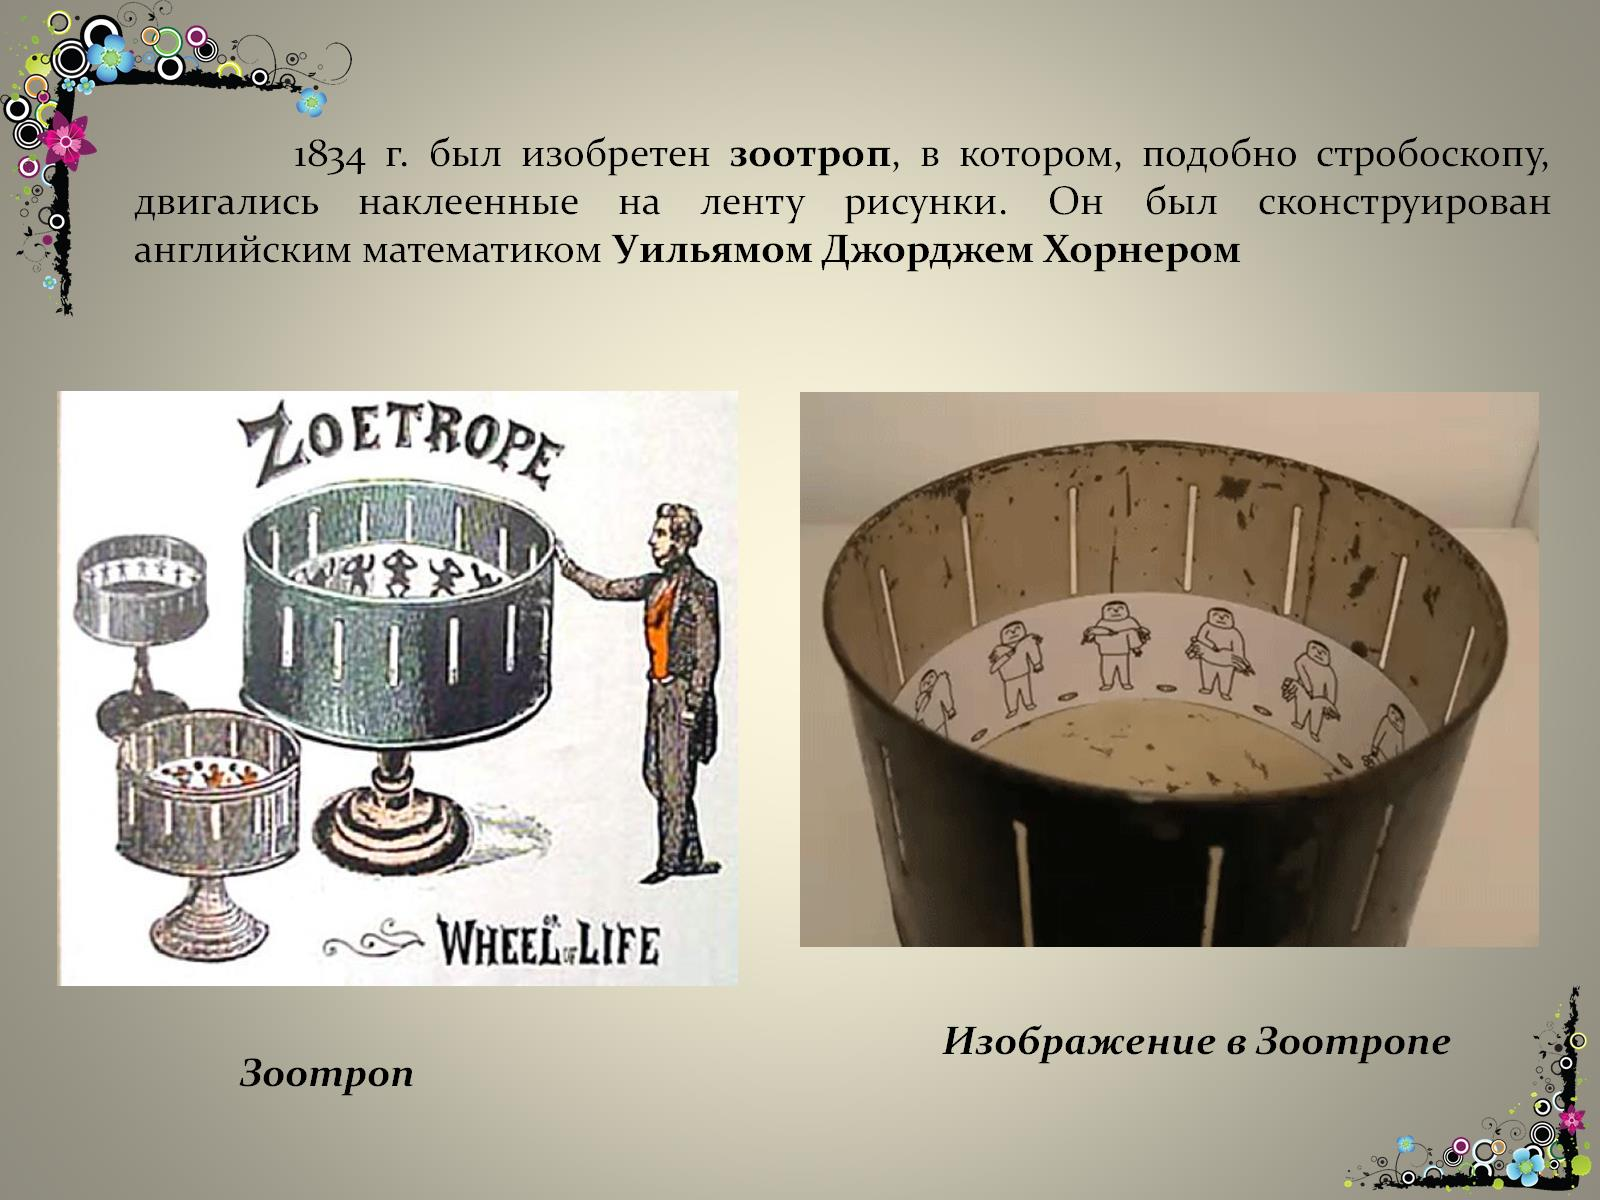 1834 г. был изобретен зоотроп, в котором, подобно стробоскопу,
двигались наклеенные на ленту рисунки. Он был сконструирован
английским математиком Уильямом Джорджем Хорнером
ZOETROPE
OR
WHEEL OF LIFE
Зоотроп
Изображение в Зоотропе